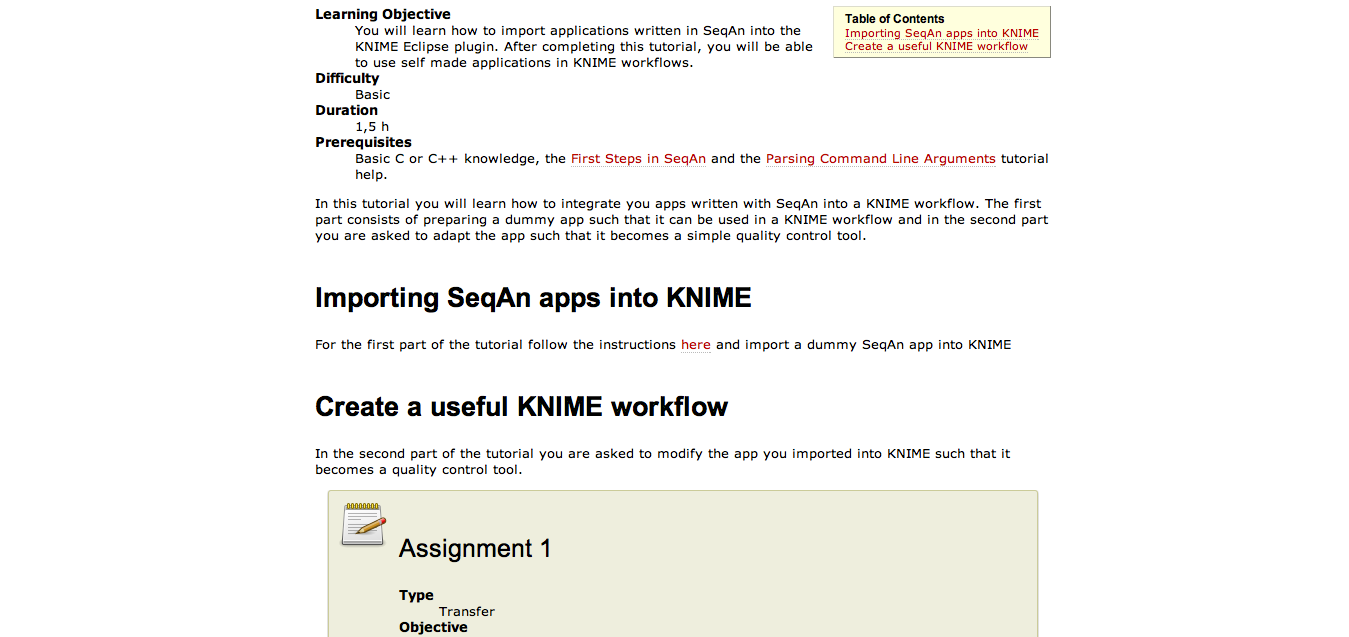 Learning Objective
You will learn how to import applications written in SeqAn into the
KNIME Eclipse plugin. After completing this tutorial, you will be able
to use self made applications in KNIME workflows.
Difficulty
Basic
Duration
1,5 h
Prerequisites
Basic C or C++ knowledge, the First Steps in SeqAn and the Parsing Command Line Arguments tutorial
help.
Table of Contents
Importing SeqAn apps into KNIME
Create a useful KNIME workflow
In this tutorial you will learn how to integrate you apps written with SeqAn into a KNIME workflow. The first
part consists of preparing a dummy app such that it can be used in a KNIME workflow and in the second part
you are asked to adapt the app such that it becomes a simple quality control tool.
Importing SeqAn apps into KNIME
For the first part of the tutorial follow the instructions here and import a dummy SeqAn app into KNIME
Create a useful KNIME workflow
In the second part of the tutorial you are asked to modify the app you imported into KNIME such that it
becomes a quality control tool.
Assignment 1
Type
Transfer
Objective